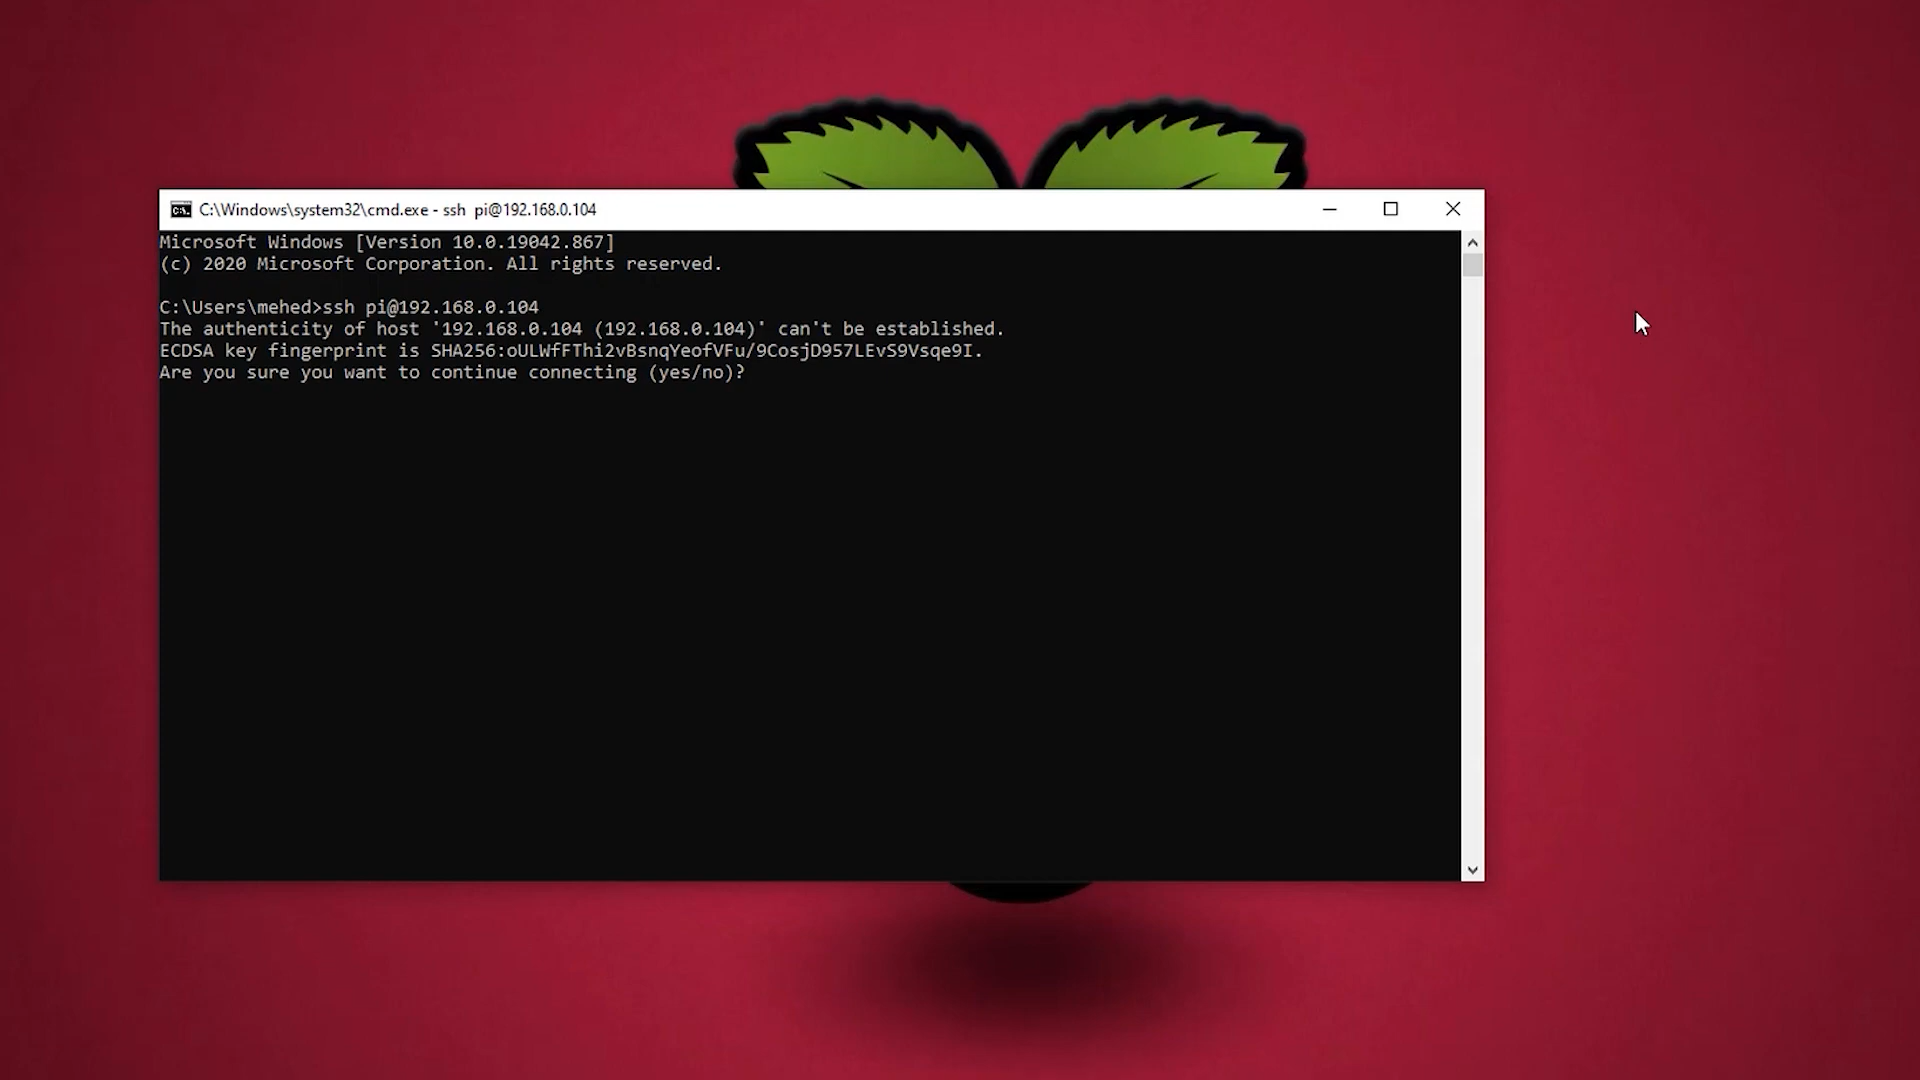 C:\Windows\system32\cmd.exe - ssh  pi@192.168.0.104
Microsoft Windows [Version 10.0.19042.867]
(c) 2020 Microsoft Corporation. All rights reserved.
C:\Users\mehed>ssh pi@192.168.0.104
The authenticity of host '192.168.0.104 (192.168.0.104)' can't be established.
ECDSA key fingerprint is SHA256:oULWfFThi2vBsnqYeofVFu/9CosjD957LEvS9Vsqe9I.
Are you sure you want to continue connecting (yes/no)?